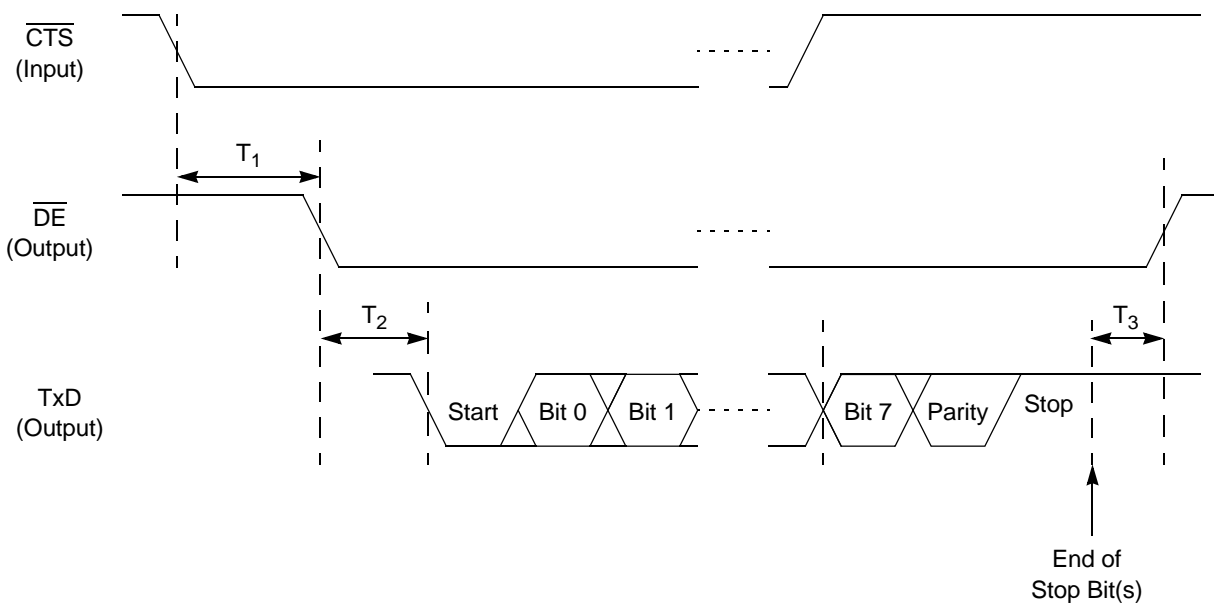 CTS
(Input)
T1
DE
(Output)
T2
T3
TxD
(Output)
Start
Bit 0
Bit 1
Bit 7
Parity
Stop
End of
Stop Bit(s)